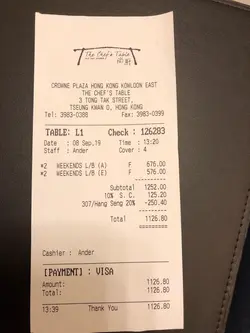 The Chef's Table
CROWNE PLAZA HONG KONG KOWLOON EAST
THE CHEF'S TABLE
3 TONG TAK STREET,
TSEUNG KWAN O, HONG KONG
Tel: 3983-0388 Fax: 3983-0399
TABLE: L1 Check : 126283
Date : 08 Sep,19 Time : 13:20
Staff : Ander Cover : 4
*2 WEEKENDS L/B (A) F 676.00
*2 WEEKENDS L/B (E) F 576.00
Subtotal 1252.00
10% S. C. 125.20
307/Hang Seng 20% -250.40
Total 1126.80
========
Cashier : Ander
[PAYMENT] : VISA
Amount: 1126.80
Total: 1126.80
13:39 Thank You 1126.80